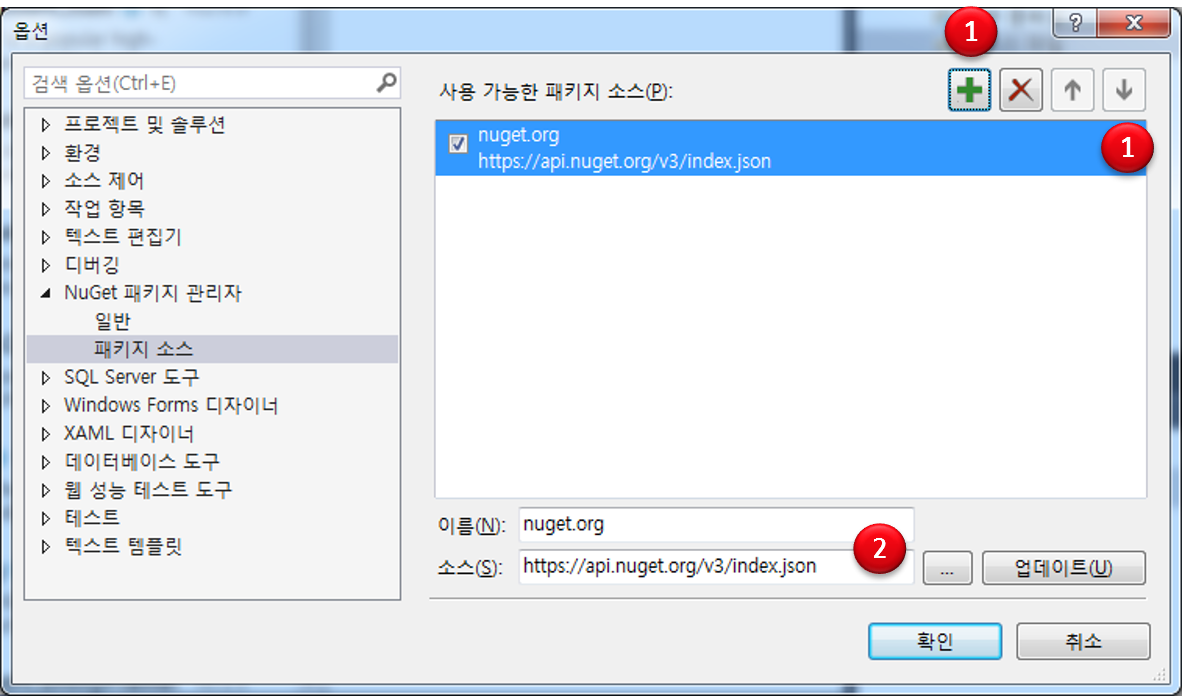 옵션
1
검색 옵션(Ctrl+E)
프로젝트 및 솔루션
환경
소스 제어
작업 항목
텍스트 편집기
디버깅
NuGet 패키지 관리자
일반
패키지 소스
SQL Server 도구
Windows Forms 디자이너
XAML 디자이너
데이터베이스 도구
웹 성능 테스트 도구
테스트
텍스트 템플릿
사용 가능한 패키지 소스(P):
nuget.org
https://api.nuget.org/v3/index.json
1
이름(N): nuget.org
소스(S): https://api.nuget.org/v3/index.json
2
... 업데이트(U)
확인 취소